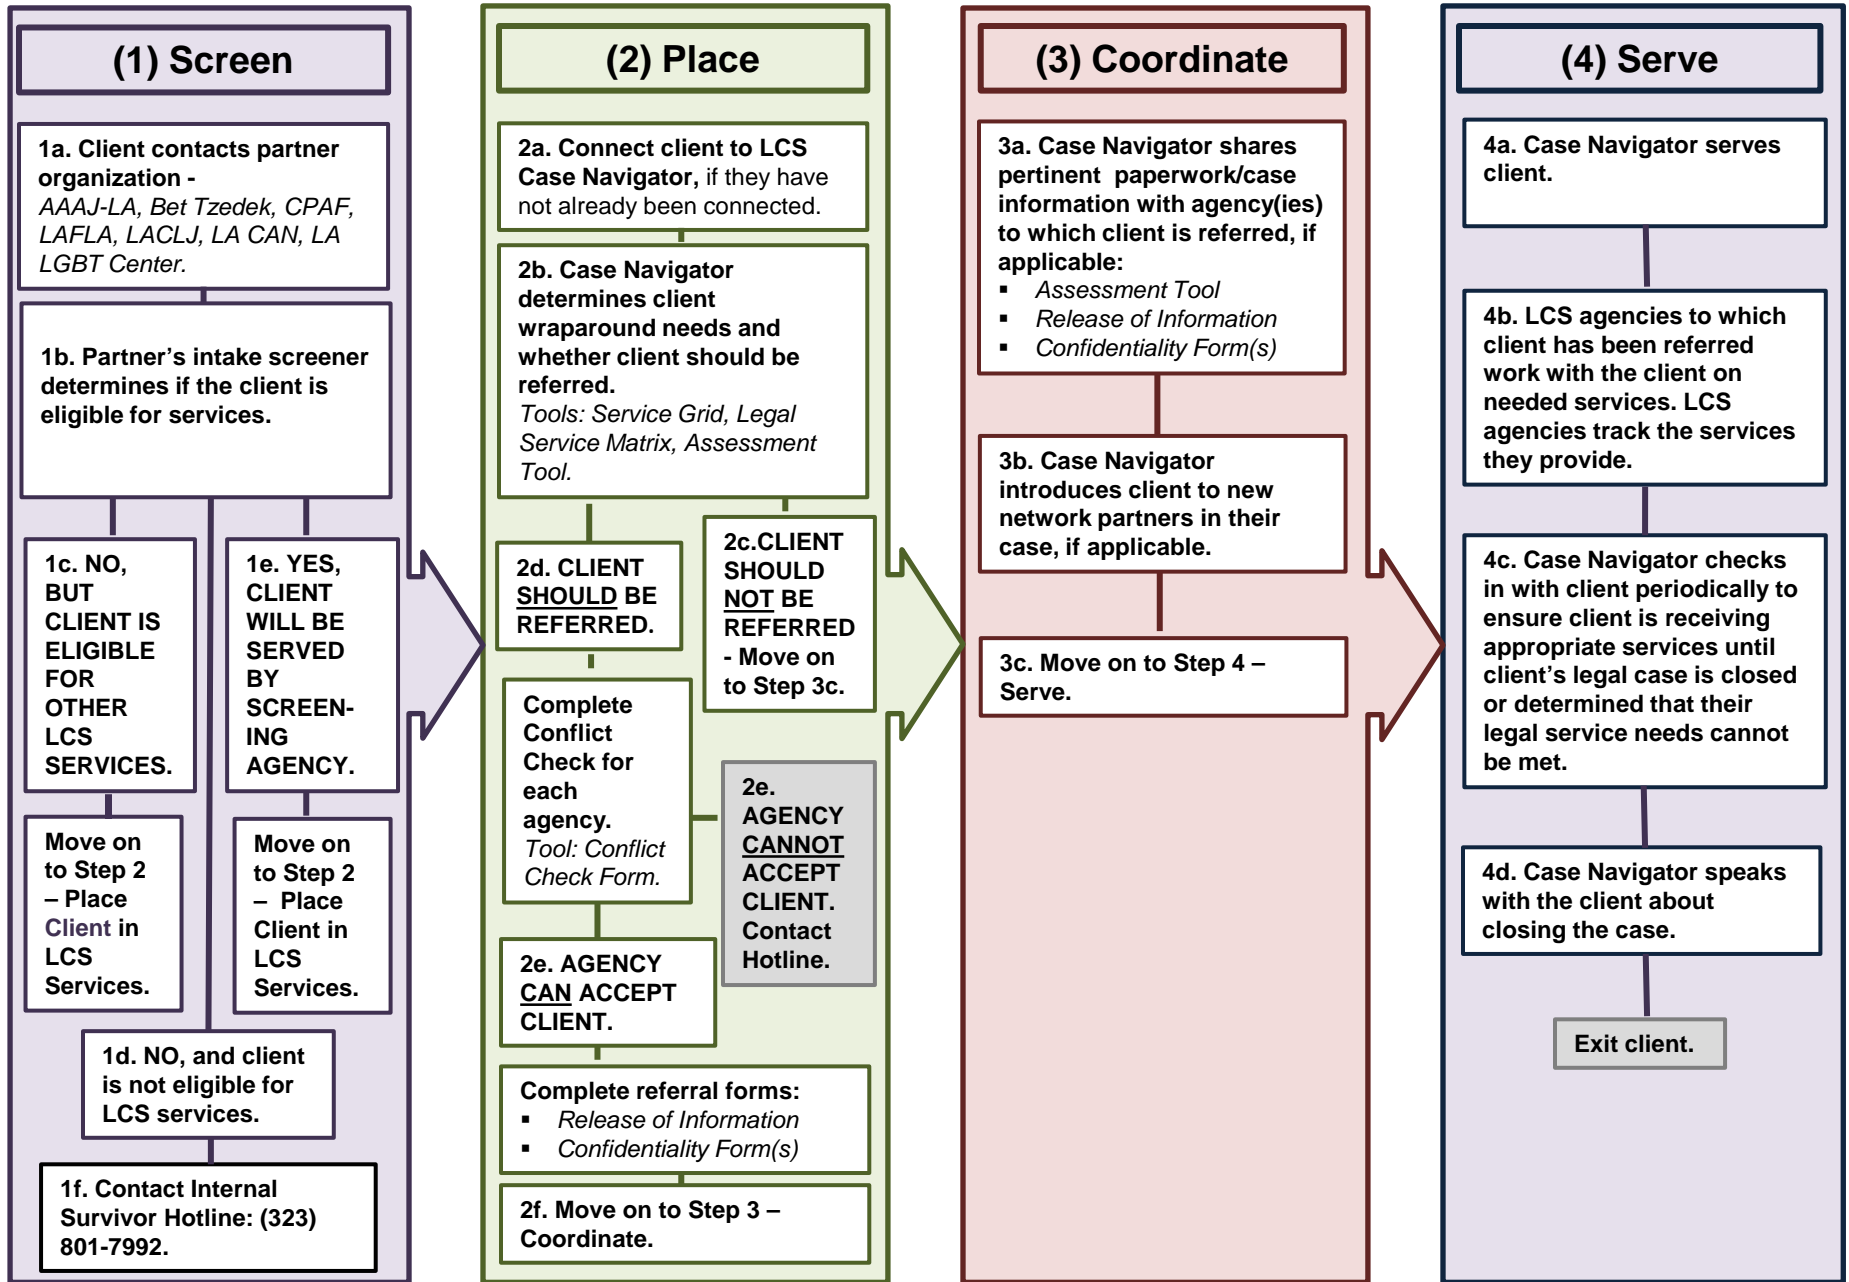 (1) Screen
1a. Client contacts partner
organization -
AAAJ-LA, Bet Tzedek, CPAF,
LAFLA, LACLJ, LA CAN, LA
LGBT Center.
1b. Partner's intake screener
determines if the client is
eligible for services.
1c. NO,
BUT
CLIENT IS
ELIGIBLE
FOR
OTHER
LCS
SERVICES.
Move on
to Step 2
– Place
Client in
LCS
Services.
1e. YES,
CLIENT
WILL BE
SERVED
BY
SCREEN-
ING
AGENCY.
Move on
to Step 2
– Place
Client in
LCS
Services.
1d. NO, and client
is not eligible for
LCS services.
1f. Contact Internal
Survivor Hotline: (323)
801-7992.
(2) Place
2a. Connect client to LCS
Case Navigator, if they have
not already been connected.
2b. Case Navigator
determines client
wraparound needs and
whether client should be
referred.
Tools: Service Grid, Legal
Service Matrix, Assessment
Tool.
2d. CLIENT
SHOULD BE
REFERRED.
2c.CLIENT
SHOULD
NOT BE
REFERRED
- Move on
to Step 3c.
Complete
Conflict
Check for
each
agency.
Tool: Conflict
Check Form.
2e.
AGENCY
CANNOT
ACCEPT
CLIENT.
Contact
Hotline.
2e. AGENCY
CAN ACCEPT
CLIENT.
Complete referral forms:
▪ Release of Information
▪ Confidentiality Form(s)
2f. Move on to Step 3 –
Coordinate.
(3) Coordinate
3a. Case Navigator shares
pertinent paperwork/case
information with agency(ies)
to which client is referred, if
applicable:
▪ Assessment Tool
▪ Release of Information
▪ Confidentiality Form(s)
3b. Case Navigator
introduces client to new
network partners in their
case, if applicable.
3c. Move on to Step 4 –
Serve.
(4) Serve
4a. Case Navigator serves
client.
4b. LCS agencies to which
client has been referred
work with the client on
needed services. LCS
agencies track the services
they provide.
4c. Case Navigator checks
in with client periodically to
ensure client is receiving
appropriate services until
client's legal case is closed
or determined that their
legal service needs cannot
be met.
4d. Case Navigator speaks
with the client about
closing the case.
Exit client.